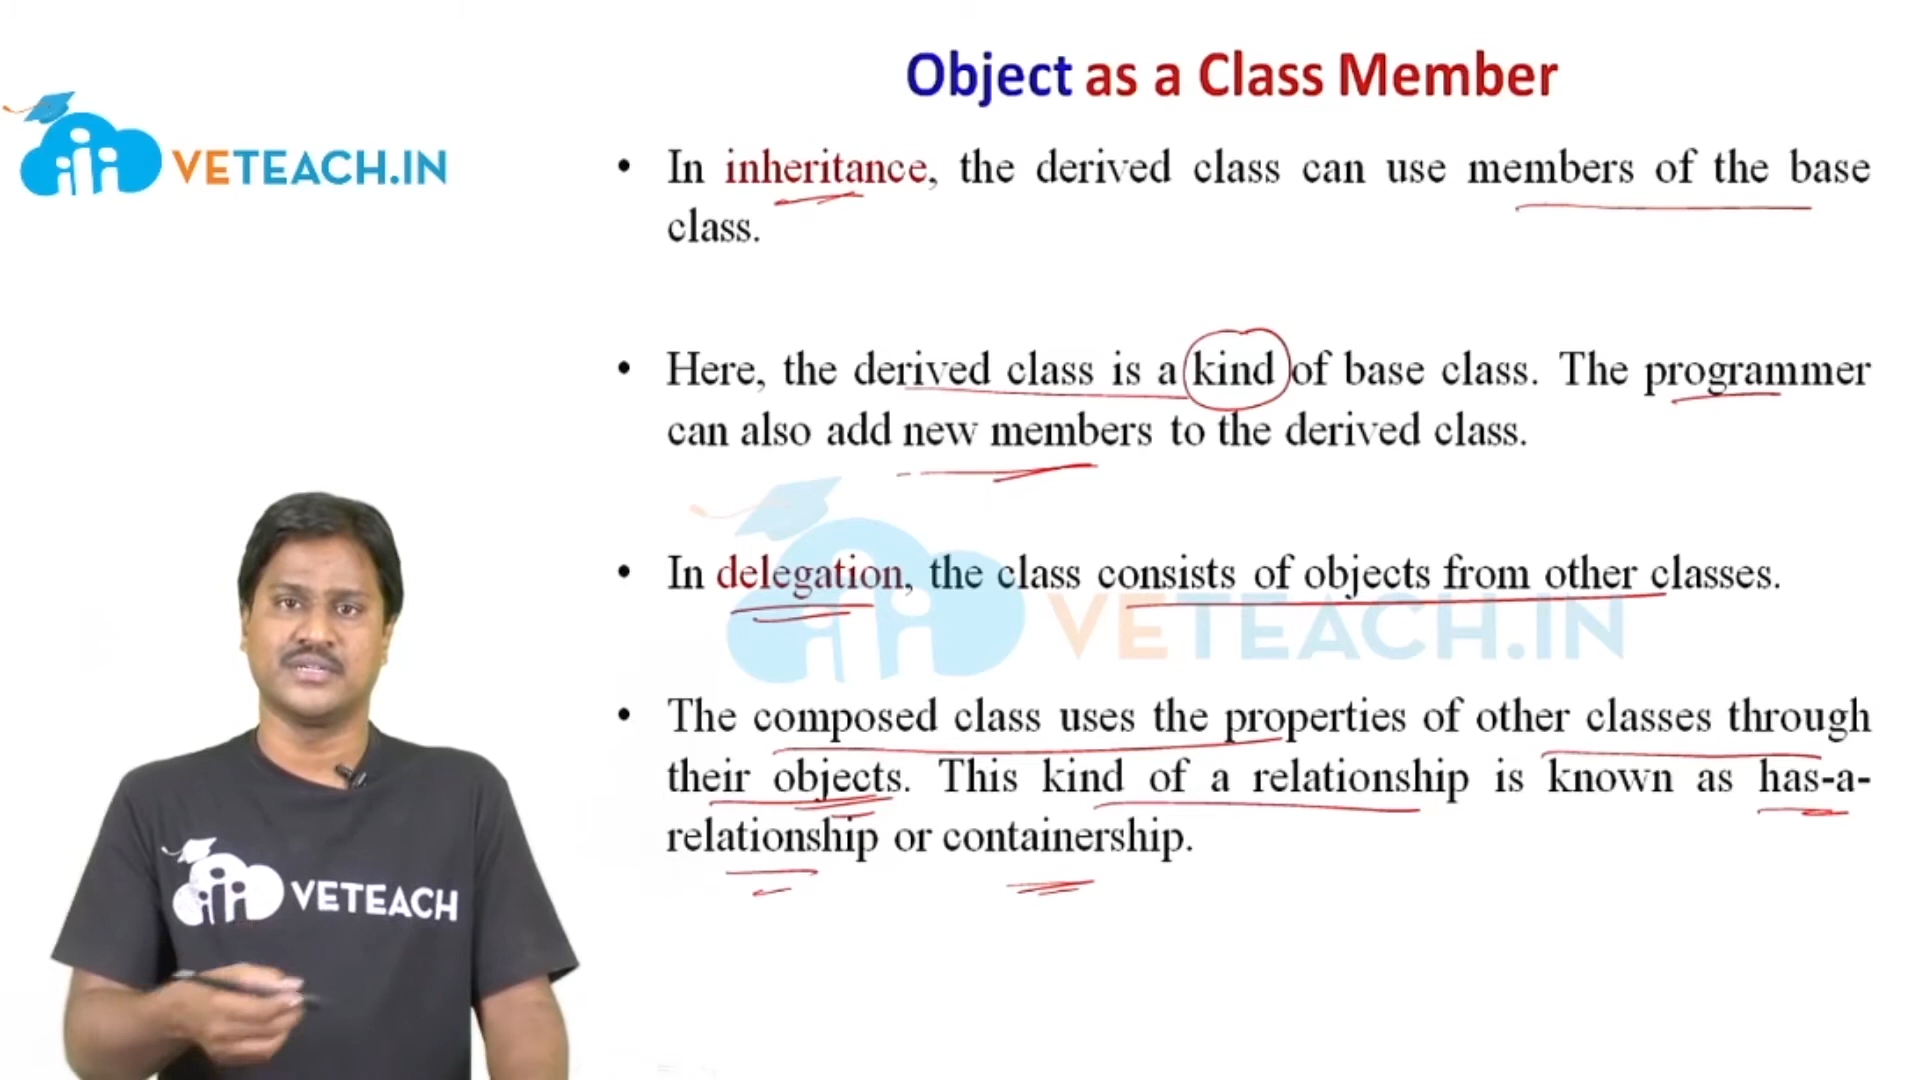 Object as a Class Member
VETEACH.IN
• In inheritance, the derived class can use members of the base
class.
• Here, the derived class is a kind of base class. The programmer
can also add new members to the derived class.
• In delegation, the class consists of objects from other classes.
VETEACH.IN
• The composed class uses the properties of other classes through
their objects. This kind of a relationship is known as has-a-
relationship or containership.
VETEACH